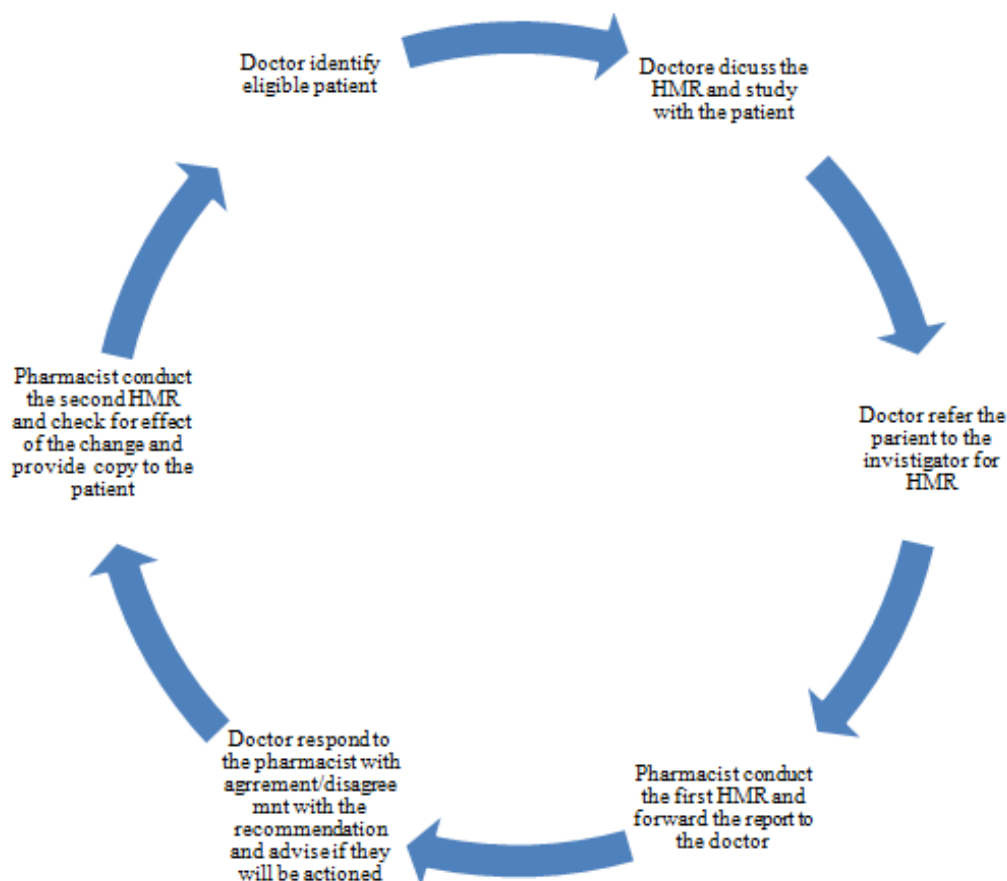 Doctor identify
eligible patient
Doctore dicuss the
HMR and study
with the patient
Doctor refer the
parient to the
invistigator for
HMR
Pharmacist conduct
the first HMR and
forward the report to
the doctor
Doctor respond to
the pharmacist with
agrrement/disagree
mnt with the
recommendation
and advise if they
will be actioned
Pharmacist conduct
the second HMR
and check for effect
of the change and
provide copy to the
patient